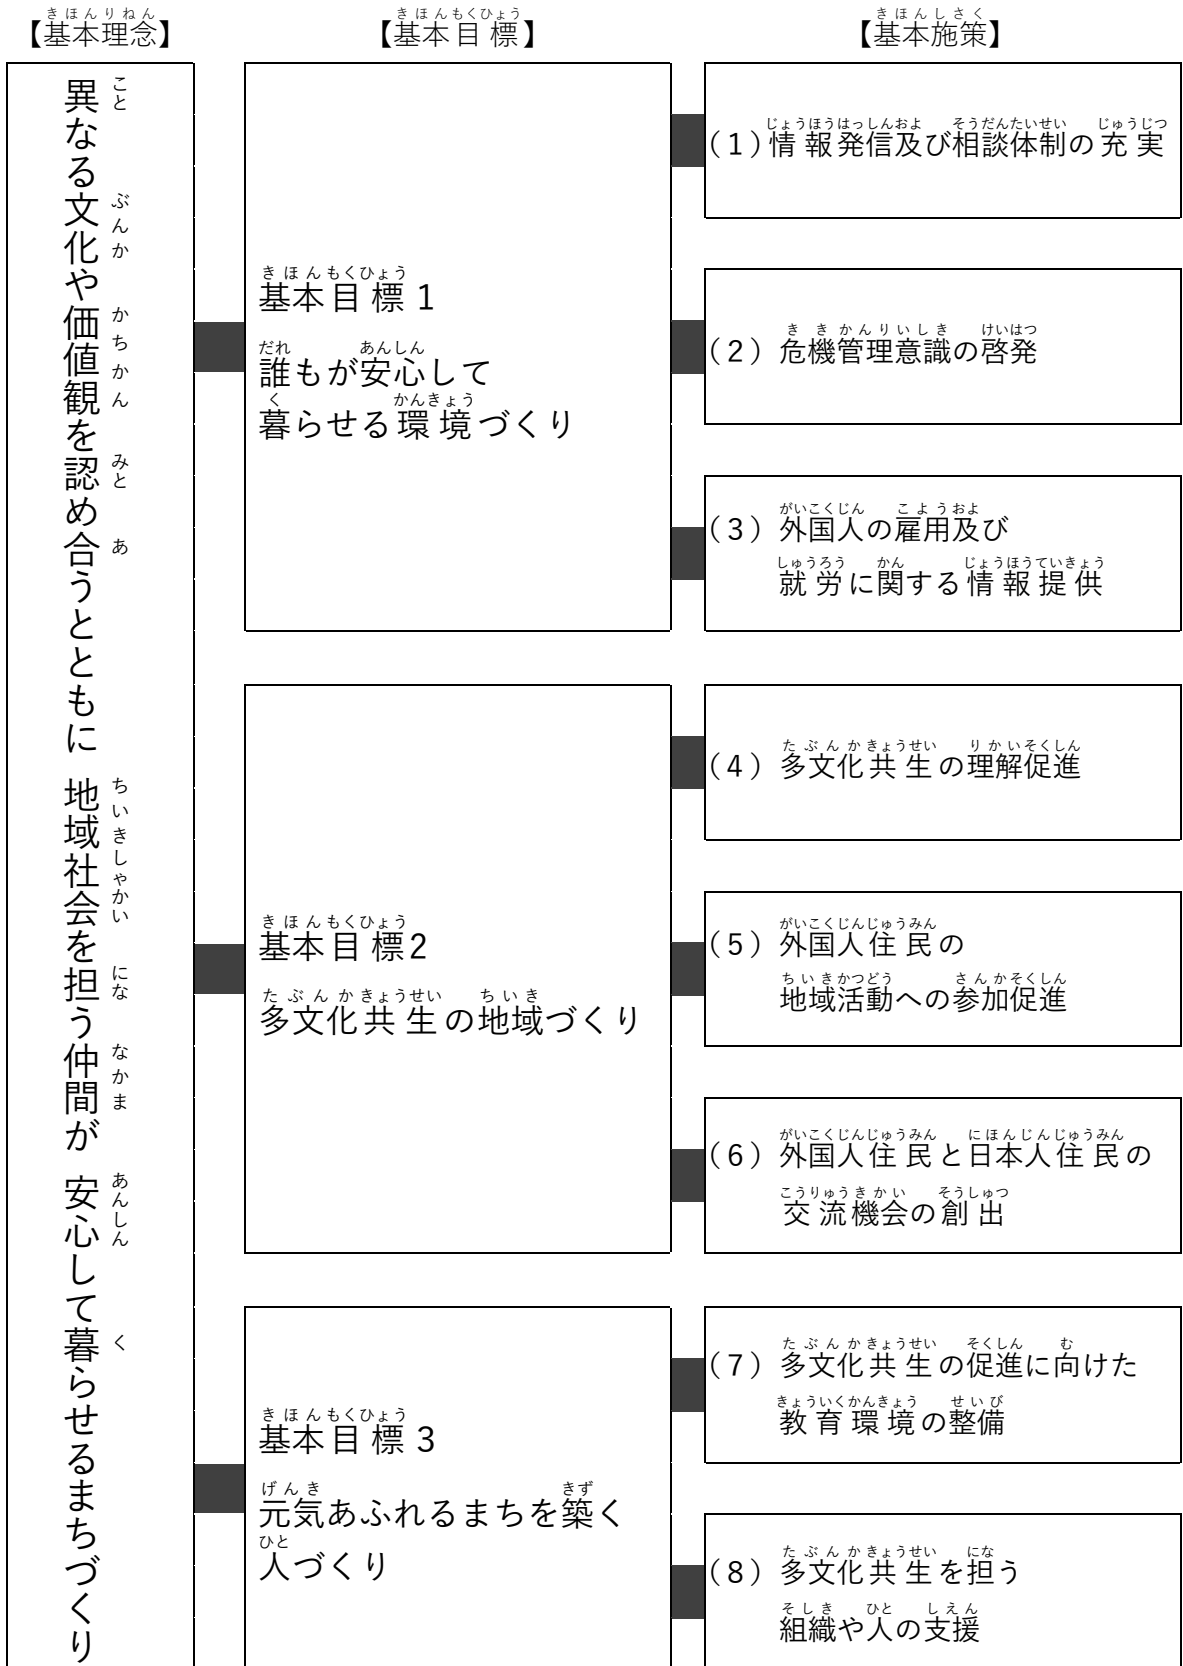 【基本理念】
異なる文化や価値観を認め合うとともに 地域社会を担う仲間が 安心して暮らせるまちづくり
【基本目標】
基本目標 1
誰もが安心して
暮らせる環境づくり
基本目標2
多文化共生の地域づくり
基本目標 3
元気あふれるまちを築く
人づくり
【基本施策】
(1)情報発信及び相談体制の充実
(2) 危機管理意識の啓発
(3) 外国人の雇用及び
就労に関する情報提供
(4) 多文化共生の理解促進
(5) 外国人住民の
地域活動への参加促進
(6) 外国人住民と日本人住民の
交流機会の創出
(7) 多文化共生の促進に向けた
教育環境の整備
(8) 多文化共生を担う
組織や人の支援